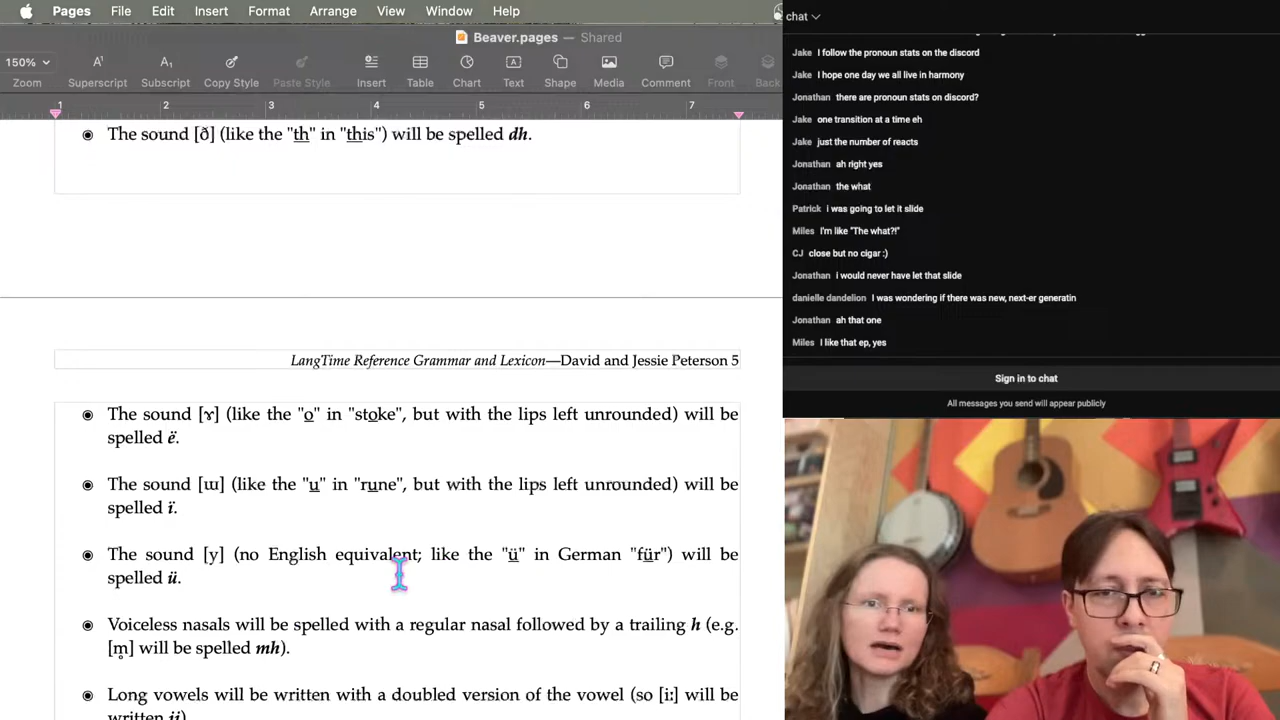 Pages File Edit Insert Format Arrange View Window Help
Beaver.pages — Shared
150%
Zoom Superscript Subscript Copy Style Paste Style Insert Table Chart Text Shape Media Comment Front Back
1 2 3 4 5 6 7
The sound [ð] (like the "th" in "this") will be spelled dh.
LangTime Reference Grammar and Lexicon—David and Jessie Peterson 5
The sound [ɤ] (like the "o" in "stoke", but with the lips left unrounded) will be
spelled ë.
The sound [ɯ] (like the "u" in "rune", but with the lips left unrounded) will be
spelled ï.
The sound [y] (no English equivalent; like the "ü" in German "für") will be
spelled ü.
Voiceless nasals will be spelled with a regular nasal followed by a trailing h (e.g.
[m̥] will be spelled mh).
Long vowels will be written with a doubled version of the vowel (so [iː] will be
written ii)
chat
Jake I follow the pronoun stats on the discord
Jake I hope one day we all live in harmony
Jonathan there are pronoun stats on discord?
Jake one transition at a time eh
Jake just the number of reacts
Jonathan ah right yes
Jonathan the what
Patrick i was going to let it slide
Miles I'm like "The what?!"
CJ close but no cigar :)
Jonathan i would never have let that slide
danielle dandelion I was wondering if there was new, next-er generatin
Jonathan ah that one
Miles I like that ep, yes
Sign in to chat
All messages you send will appear publicly